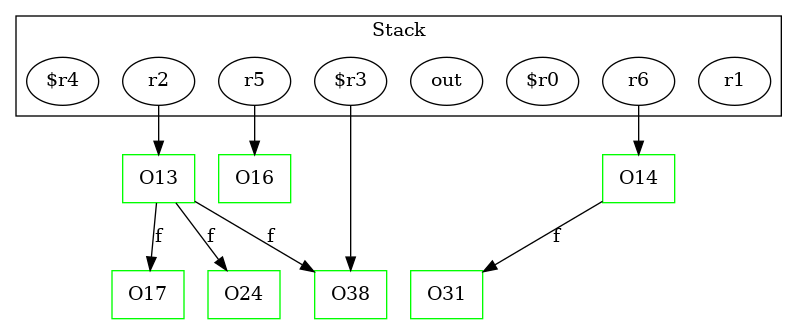 Stack
$r4 r2 r5 $r3 out $r0 r6 r1
O13 O16 O14
f f f f
O17 O24 O38 O31